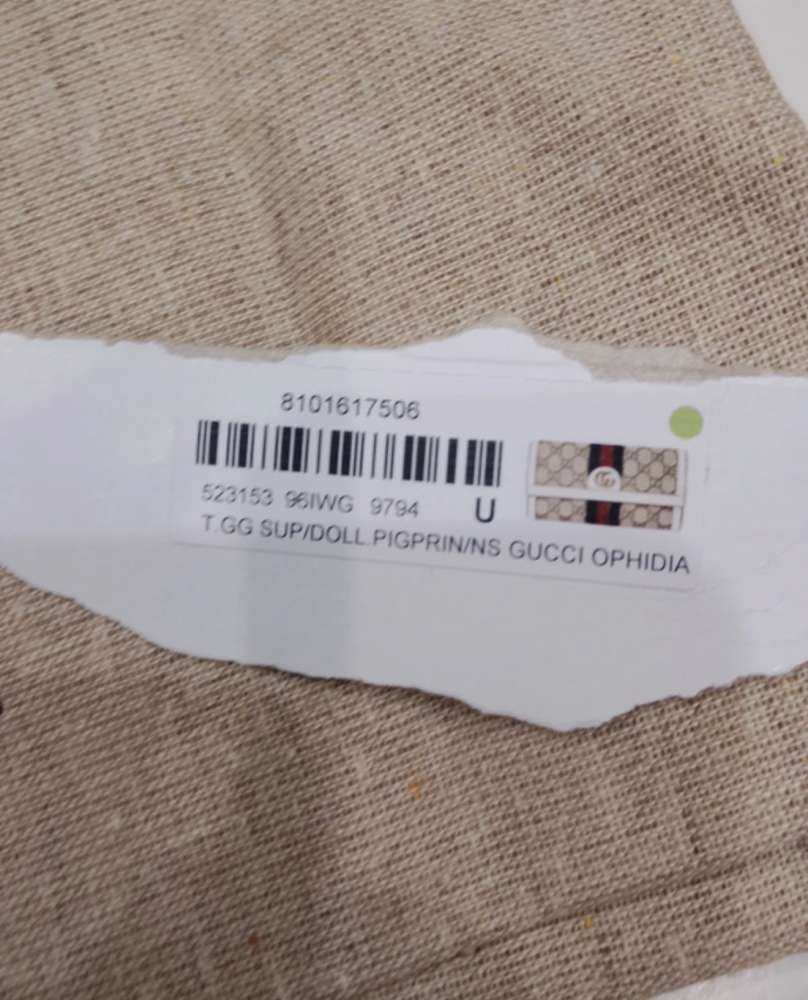 8101617506
523153 96IWG 9794 U
T.GG SUP/DOLL.PIGPRIN/NS GUCCI OPHIDIA